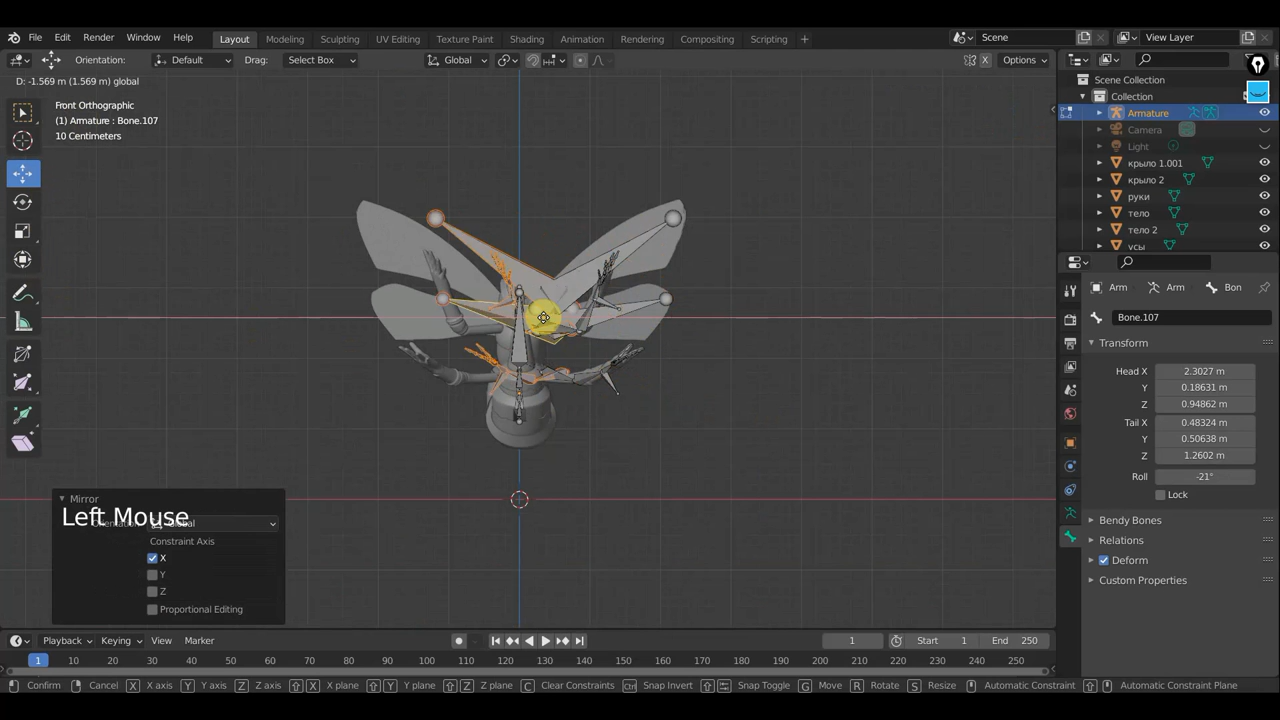 File Edit Render Window Help Layout Modeling Sculpting UV Editing Texture Paint Shading Animation Rendering Compositing Scripting + Scene View Layer
Orientation: Default Drag: Select Box Global X Options
D: -1.569 m (1.569 m) global
Front Orthographic
(1) Armature : Bone.107
10 Centimeters
Scene Collection
Collection
Armature
Camera
Light
крыло 1.001
крыло 2
руки
тело
тело 2
усы
Arm Arm Bon
Bone.107
Transform
Head X 2.3027 m
Y 0.18631 m
Z 0.94862 m
Tail X 0.48324 m
Y 0.50638 m
Z 1.2602 m
Roll -21°
Lock
Bendy Bones
Relations
Deform
Custom Properties
Mirror
Left Mouse
Constraint Axis
X
Y
Z
Proportional Editing
Playback Keying View Marker 1 Start 1 End 250
1 10 20 30 40 50 60 70 80 90 100 110 120 130 140 150 160 170 180 190 200 210 220 230 240 250
Confirm Cancel X X axis Y Y axis Z Z axis X X plane Y Y plane Z Z plane C Clear Constraints Ctrl Snap Invert Snap Toggle G Move R Rotate S Resize Automatic Constraint Automatic Constraint Plane